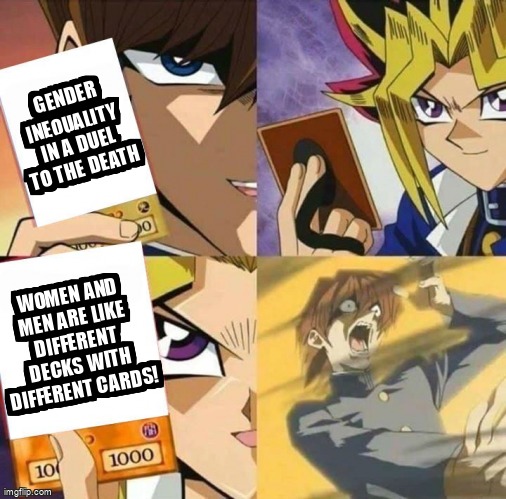 GENDER
INEQUALITY
IN A DUEL
TO THE DEATH
WOMEN AND
MEN ARE LIKE
DIFFERENT
DECKS WITH
DIFFERENT CARDS!
1000
imgflip.com